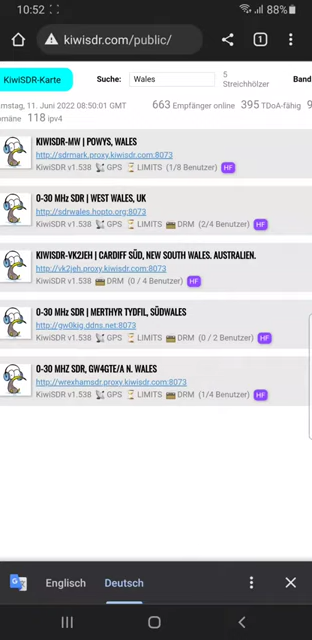 10:52 88%
kiwisdr.com/public/ 1
KiwiSDR-Karte Suche: Wales 5 Streichhölzer Band
mstag, 11. Juni 2022 08:50:01 GMT 663 Empfänger online 395 TDoA-fähig 9
omäne 118 ipv4
KIWISDR-MW | POWYS, WALES
http://sdrmark.proxy.kiwisdr.com:8073
KiwiSDR v1.538 GPS LIMITS (1/8 Benutzer) HF
0-30 MHz SDR | WEST WALES, UK
http://sdrwales.hopto.org:8073
KiwiSDR v1.538 GPS LIMITS DRM (2/4 Benutzer) HF
KIWISDR-VK2JEH | CARDIFF SÜD, NEW SOUTH WALES. AUSTRALIEN.
http://vk2jeh.proxy.kiwisdr.com:8073
KiwiSDR v1.538 DRM (0 / 4 Benutzer) HF
0-30 MHz SDR | MERTHYR TYDFIL, SÜDWALES
http://gw0kig.ddns.net:8073
KiwiSDR v1.538 GPS LIMITS DRM (0 / 2 Benutzer) HF
0-30 MHZ SDR, GW4GTE/A N. WALES
http://wrexhamsdr.proxy.kiwisdr.com:8073
KiwiSDR v1.538 GPS LIMITS DRM (1/4 Benutzer) HF
Englisch Deutsch